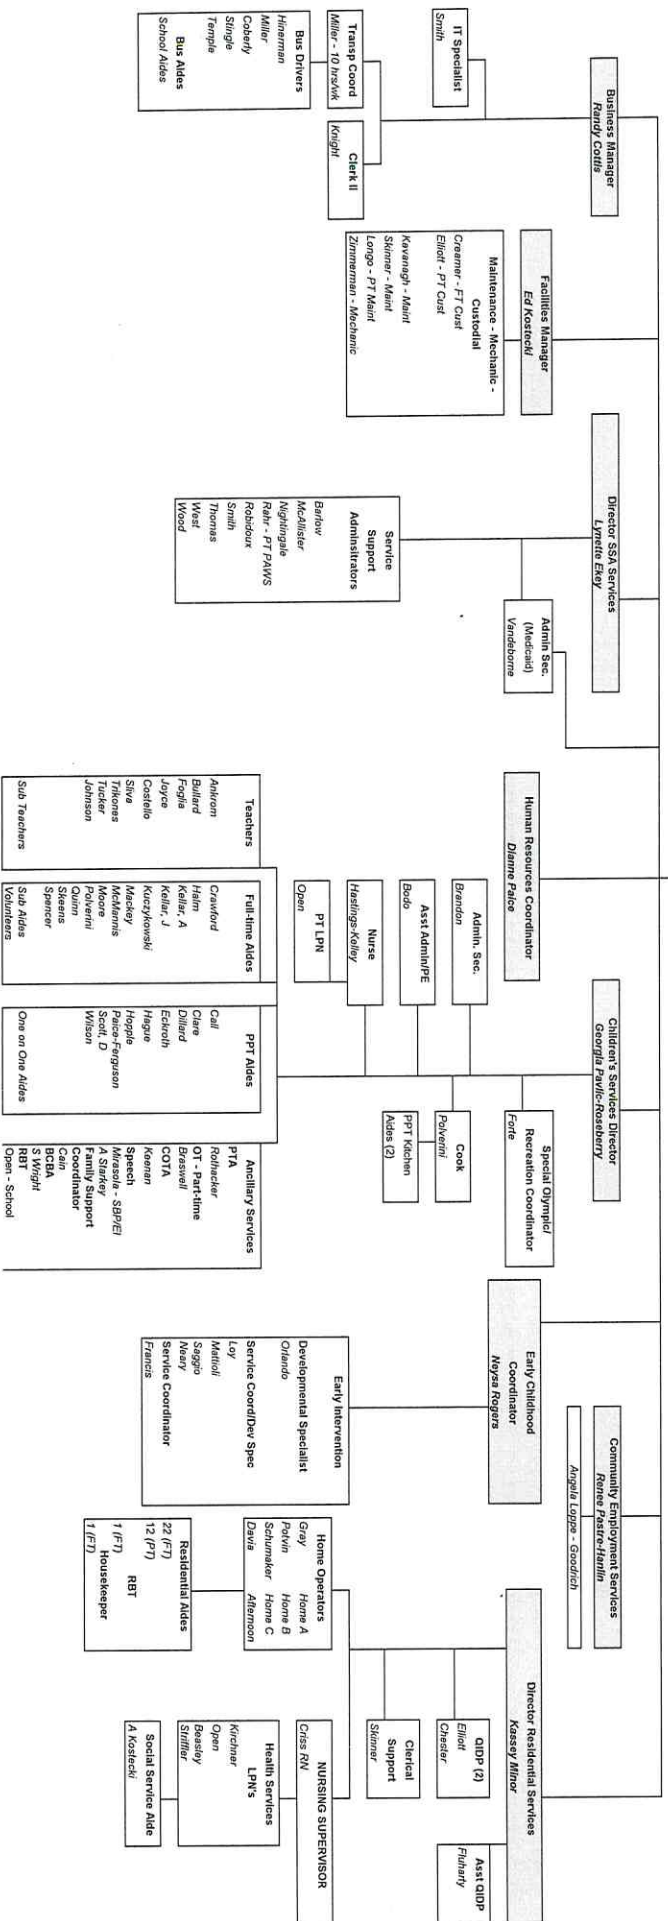 Business Manager
Randy Cottis
IT Specialist
Smith
Transp Coord
Miller - 10 hrs/wk
Clerk II
Knight
Bus Drivers
Hinerman
Miller
Coberly
Stingle
Temple
Bus Aides
School Aides
Facilities Manager
Ed Kostecki
Maintenance - Mechanic -
Custodial
Creamer - FT Cust
Elliott - PT Cust
Kavanagh - Maint
Skinner - Maint
Longo - PT Maint
Zimmerman - Mechanic
Director SSA Services
Lynette Ekey
Admin Sec.
(Medicaid)
Vandeborne
Service
Support
Adminsitrators
Barlow
McAllister
Nightingale
Rehr - PT PAWS
Robidoux
Smith
Thomas
West
Wood
Human Resources Coordinator
Dianne Paice
Children's Services Director
Georgia Pavlic-Roseberry
Admin. Sec.
Brandon
Asst Admin/PE
Bodo
Nurse
Hastings-Kelley
PT LPN
Open
Special Olympic/
Recreation Coordinator
Forte
Cook
Polverini
PPT Kitchen
Aides (2)
Teachers
Ankrom
Bullard
Foglia
Joyce
Costello
Sliva
Trikones
Tucker
Johnson
Sub Teachers
Full-time Aides
Crawford
Halm
Kellar, A
Kellar, J
Kuczykowski
Mackey
McMannis
Moore
Polverini
Quinn
Skeens
Spencer
Sub Aides
Volunteers
PPT Aides
Call
Clare
Dillard
Eckroth
Hague
Hopple
Paice-Ferguson
Scott, D
Wilson
One on One Aides
Ancillary Services
PTA
Rothacker
OT - Part-time
Braswell
COTA
Keenan
Speech
Mirasola - SBP/EI
A Starkey
Family Support
Coordinator
Cain
BCBA
S Wright
RBT
Open - School
Early Childhood
Coordinator
Neysa Rogers
Early Intervention
Developmental Specialist
Orlando
Service Coord/Dev Spec
Loy
Mattioli
Saggio
Neary
Service Coordinator
Francis
Community Employment Services
Renee Pastre-Hanlin
Angela Loppe - Goodrich
Director Residential Services
Kassey Minor
QIDP (2)
Elliott
Chester
Asst QIDP
Fluharty
Clerical
Support
Skinner
Home Operators
Gray Home A
Potvin Home B
Schumaker Home C
Davia Afternoon
Residential Aides
22 (FT)
12 (PT)
RBT
1 (FT)
Housekeeper
1 (FT)
NURSING SUPERVISOR
Criss RN
Health Services
LPN's
Kirchner
Open
Beasley
Striffler
Social Service Aide
A Kostecki